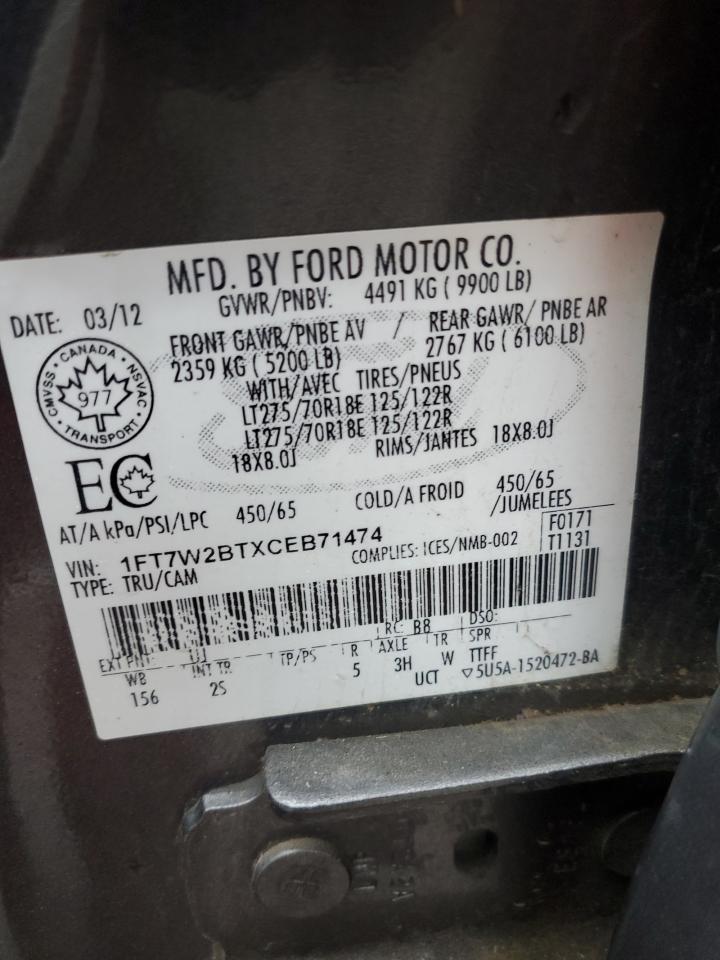 MFD. BY FORD MOTOR CO.
DATE: 03/12
GVWR/PNBV: 4491 KG ( 9900 LB)
FRONT GAWR/PNBE AV / REAR GAWR/ PNBE AR
2359 KG ( 5200 LB) 2767 KG ( 6100 LB)
WITH/AVEC TIRES/PNEUS
LT275/70R18E 125/122R
LT275/70R18E 125/122R
18X8.0J RIMS/JANTES 18X8.0J
CMVSS · CANADA · NSVAC · TRANSPORT ·
977
EC
AT/A kPa/PSI/LPC 450/65 COLD/A FROID 450/65
/JUMELEES
VIN: 1FT7W2BTXCEB71474 COMPLIES: ICES/NMB-002 F0171
TYPE: TRU/CAM T1131
EXT PNT: UJ RC: B8 DSO:
WB INT TR TP/PS R AXLE TR SPR
156 2S 5 3H W TTFF
UCT ▽5U5A-1520472-BA